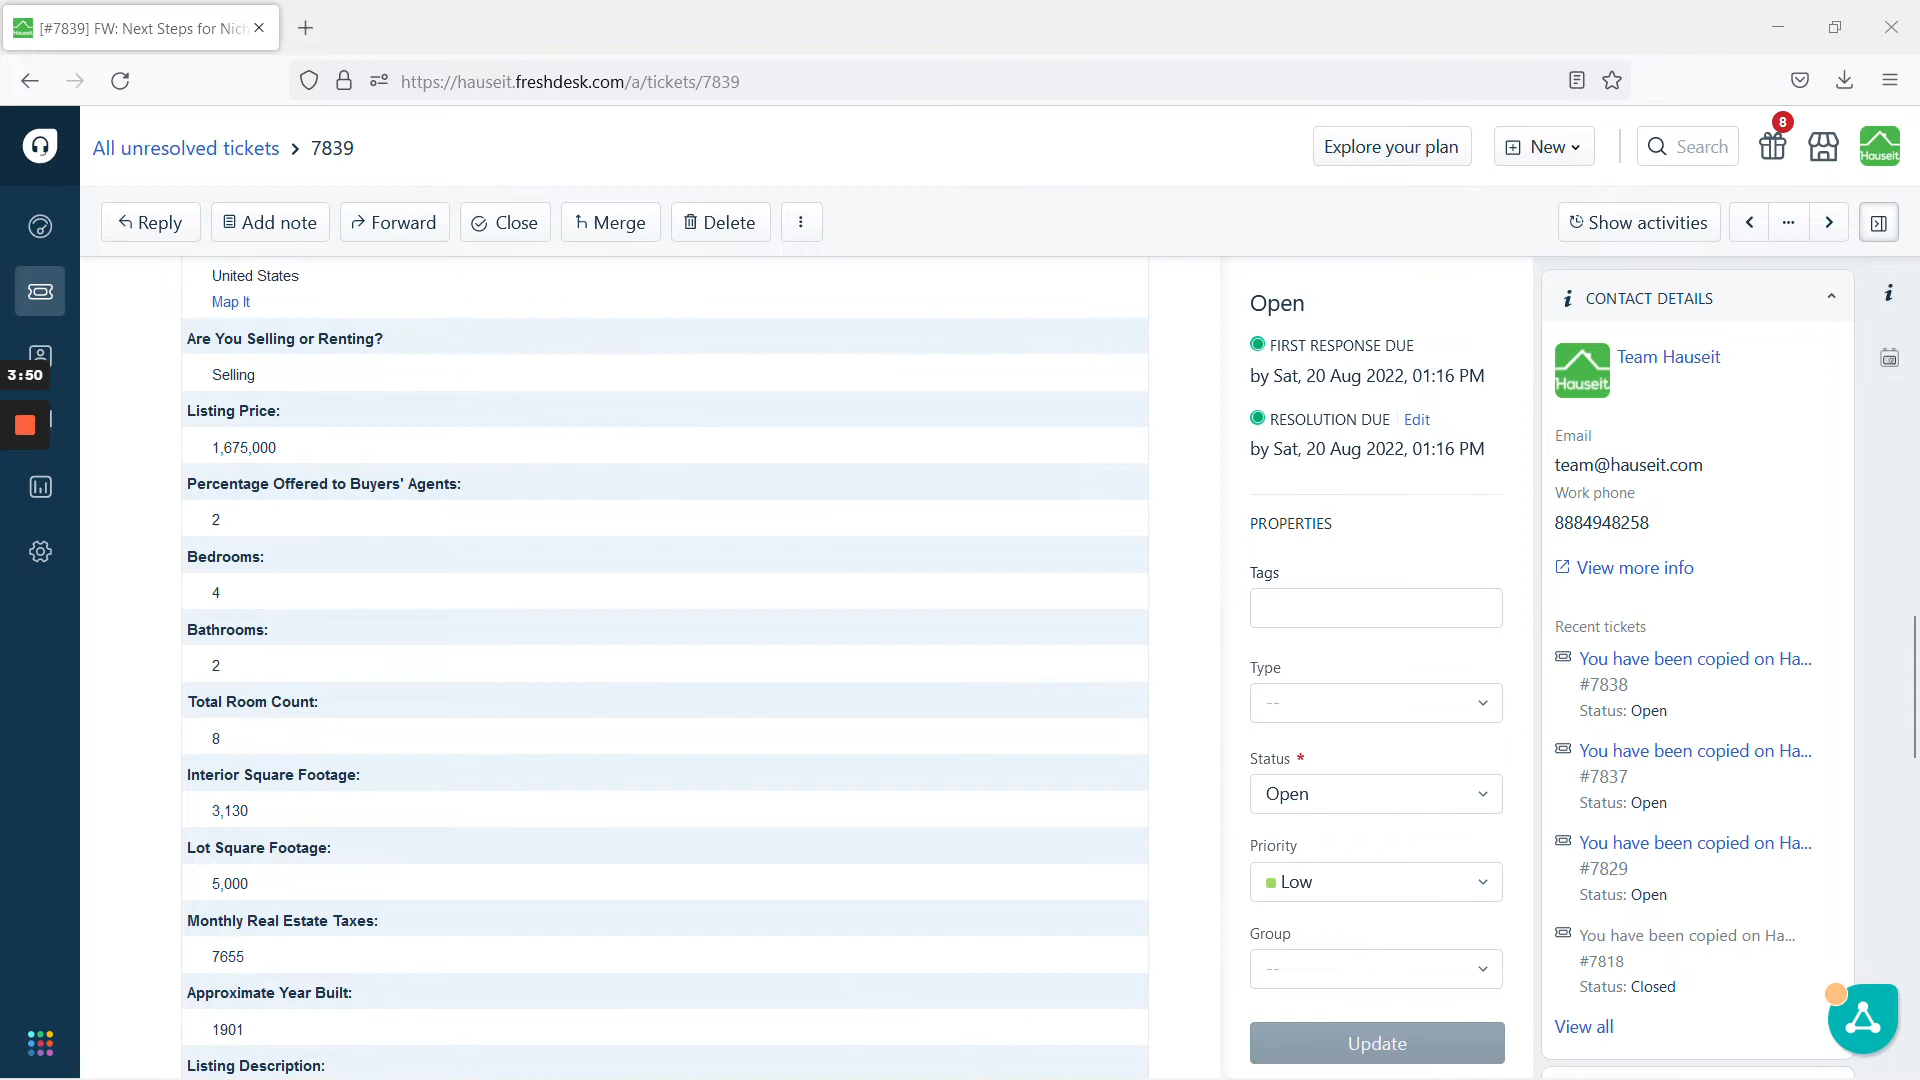 [#7839] FW: Next Steps for Nich
https://hauseit.freshdesk.com/a/tickets/7839
All unresolved tickets > 7839
Explore your plan
New
Search
8
Hauseit
Reply
Add note
Forward
Close
Merge
Delete
Show activities
3:50
United States
Map It
Are You Selling or Renting?
Selling
Listing Price:
1,675,000
Percentage Offered to Buyers' Agents:
2
Bedrooms:
4
Bathrooms:
2
Total Room Count:
8
Interior Square Footage:
3,130
Lot Square Footage:
5,000
Monthly Real Estate Taxes:
7655
Approximate Year Built:
1901
Listing Description:
Open
FIRST RESPONSE DUE
by Sat, 20 Aug 2022, 01:16 PM
RESOLUTION DUE Edit
by Sat, 20 Aug 2022, 01:16 PM
PROPERTIES
Tags
Type
--
Status *
Open
Priority
Low
Group
--
Update
CONTACT DETAILS
Hauseit
Team Hauseit
Email
team@hauseit.com
Work phone
8884948258
View more info
Recent tickets
You have been copied on Ha...
#7838
Status: Open
You have been copied on Ha...
#7837
Status: Open
You have been copied on Ha...
#7829
Status: Open
You have been copied on Ha...
#7818
Status: Closed
View all